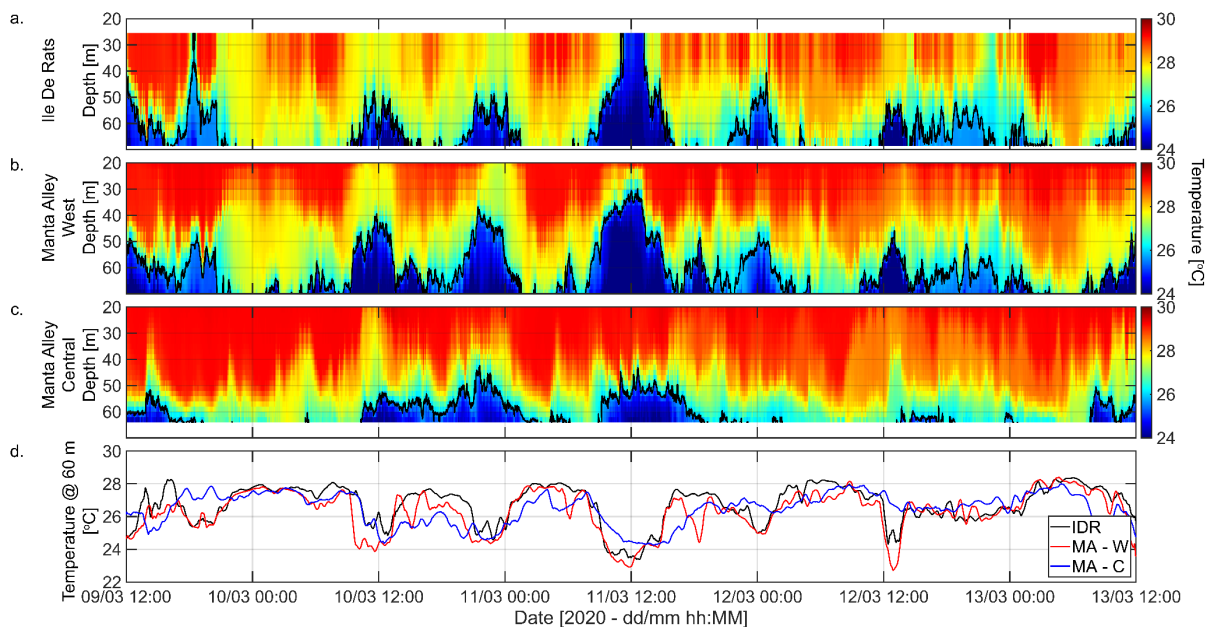 a.
Ile De Rats
Depth [m]
20
30
40
50
60
30
28
26
24
b.
Manta Alley
West
Depth [m]
20
30
40
50
60
30
28
26
24
Temperature [°C]
c.
Manta Alley
Central
Depth [m]
20
30
40
50
60
30
28
26
24
d.
Temperature @ 60 m
[°C]
30
28
26
24
22
IDR
MA - W
MA - C
09/03 12:00 10/03 00:00 10/03 12:00 11/03 00:00 11/03 12:00 12/03 00:00 12/03 12:00 13/03 00:00 13/03 12:00
Date [2020 - dd/mm hh:MM]